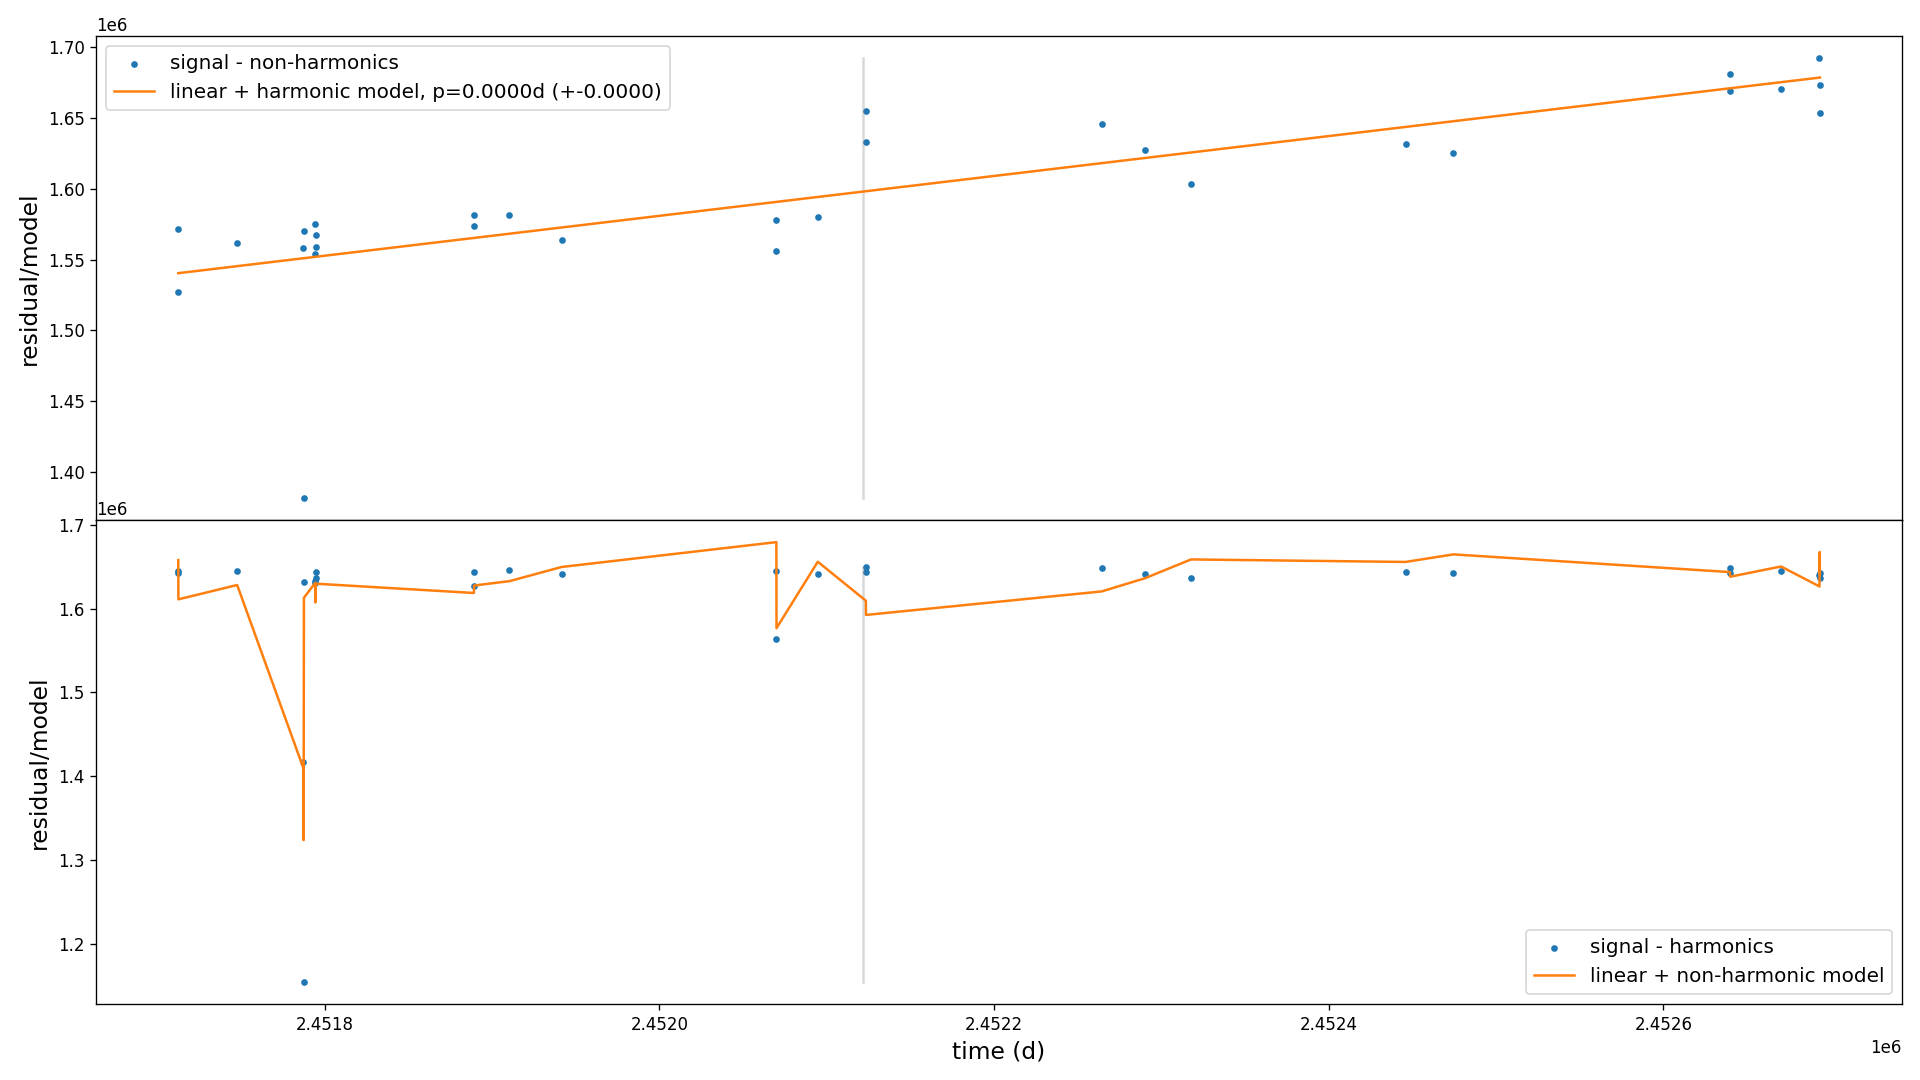 1e6
1.70
1.65
1.60
1.55
1.50
1.45
1.40
residual/model
signal - non-harmonics
linear + harmonic model, p=0.0000d (+-0.0000)
1e6
1.7
1.6
1.5
1.4
1.3
1.2
residual/model
signal - harmonics
linear + non-harmonic model
2.4518
2.4520
2.4522
2.4524
2.4526
time (d)
1e6